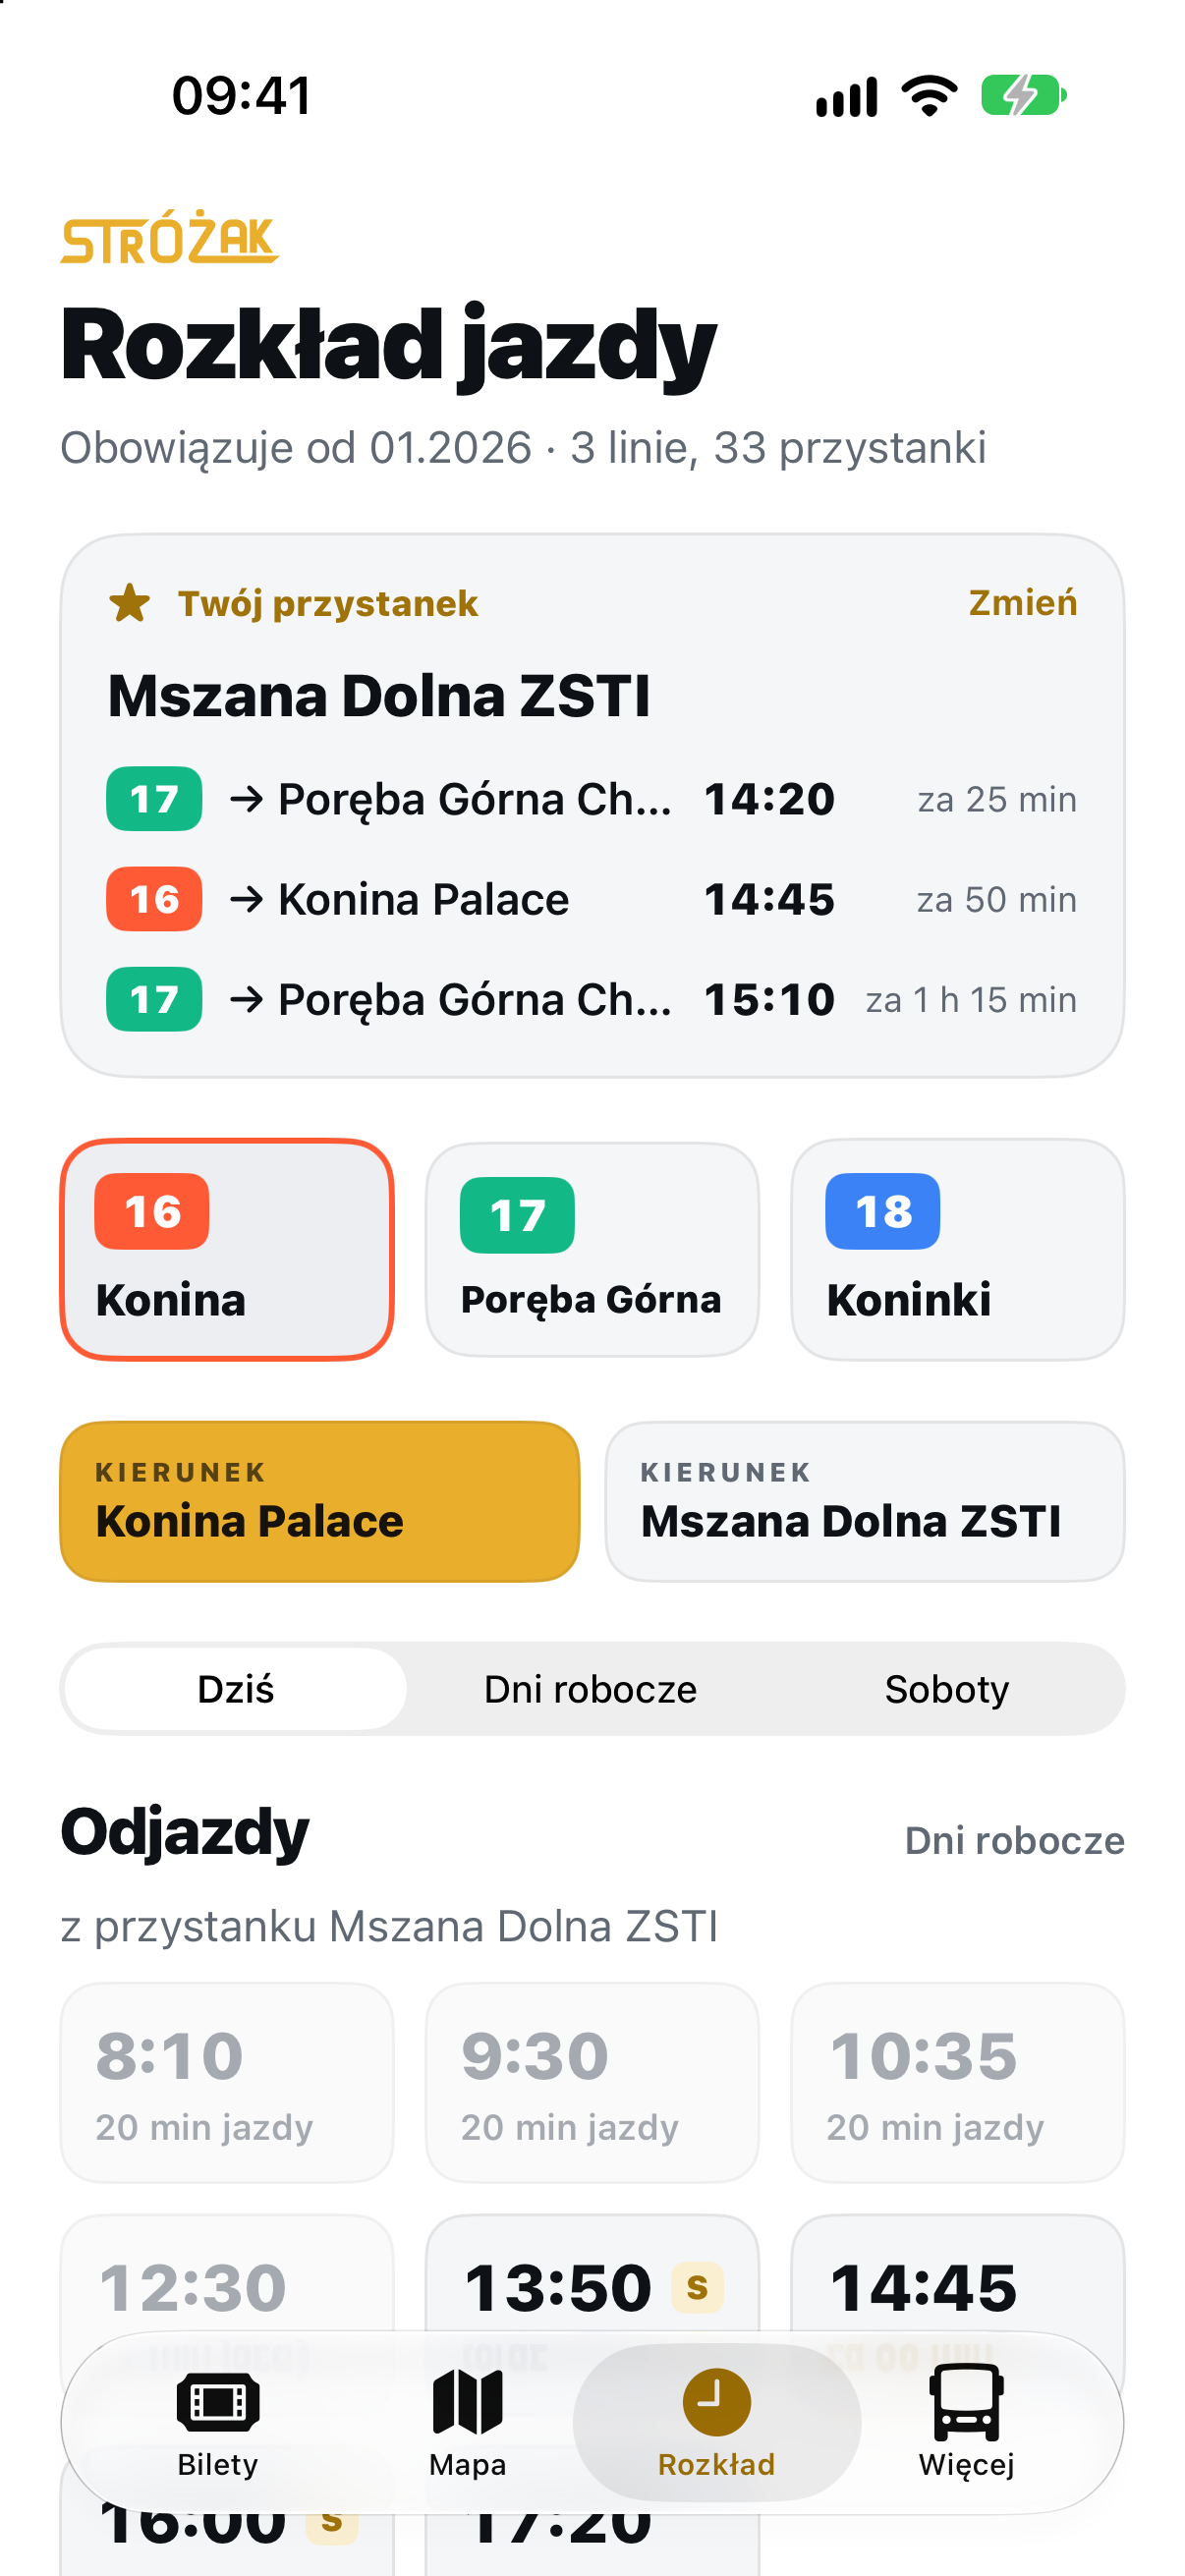 09:41
STRÓŻAK
Rozkład jazdy
Obowiązuje od 01.2026 · 3 linie, 33 przystanki
Twój przystanek Zmień
Mszana Dolna ZSTI
17 → Poręba Górna Ch... 14:20 za 25 min
16 → Konina Palace 14:45 za 50 min
17 → Poręba Górna Ch... 15:10 za 1 h 15 min
16 17 18
Konina Poręba Górna Koninki
KIERUNEK KIERUNEK
Konina Palace Mszana Dolna ZSTI
Dziś Dni robocze Soboty
Odjazdy Dni robocze
z przystanku Mszana Dolna ZSTI
8:10 9:30 10:35
20 min jazdy 20 min jazdy 20 min jazdy
12:30 13:50 S 14:45
Bilety Mapa Rozkład Więcej
16:00 S 17:20